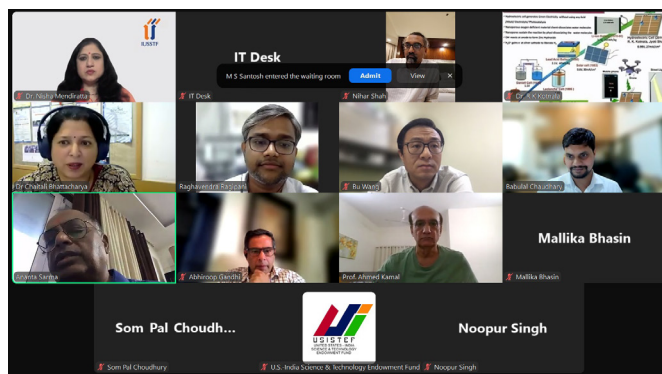 IUSSTF
Dr. Nisha Mendiratta
IT Desk
IT Desk
M S Santosh entered the waiting room
Admit
View
Nihar Shah
Dr. R K Kotnala
Dr Chaitali Bhattacharya
Raghavendra Ragipani
Bu Wang
Babulal Chaudhary
Ananta Sarma
Abhiroop Gandhi
Prof. Ahmed Kamal
Mallika Bhasin
Mallika Bhasin
Som Pal Choudh...
Som Pal Choudhury
USISTEF
UNITED STATES - INDIA
SCIENCE & TECHNOLOGY
ENDOWMENT FUND
U.S.-India Science & Technology Endowment Fund
Noopur Singh
Noopur Singh